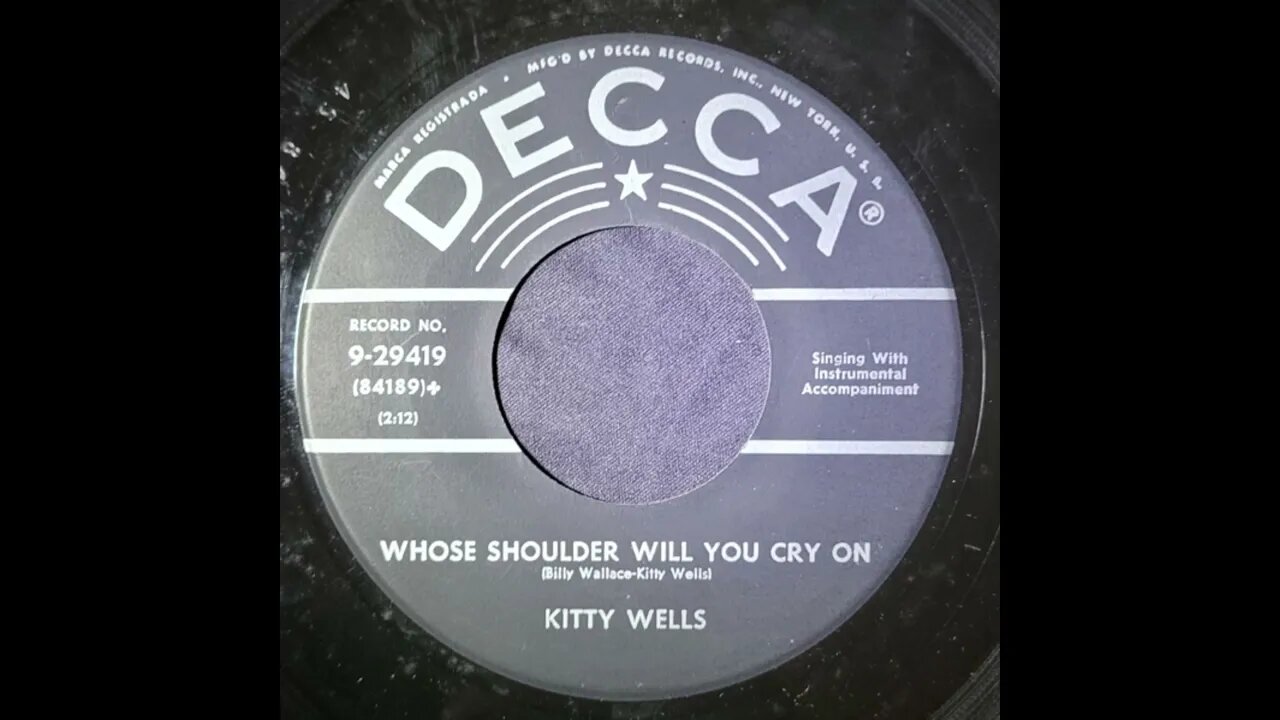 MARCA REGISTRADA • MFG'D BY DECCA RECORDS, INC., NEW YORK, U. S. A.
DECCA®
RECORD NO.
9-29419
(84189)+
(2:12)
Singing With
Instrumental
Accompaniment
WHOSE SHOULDER WILL YOU CRY ON
(Billy Wallace-Kitty Wells)
KITTY WELLS